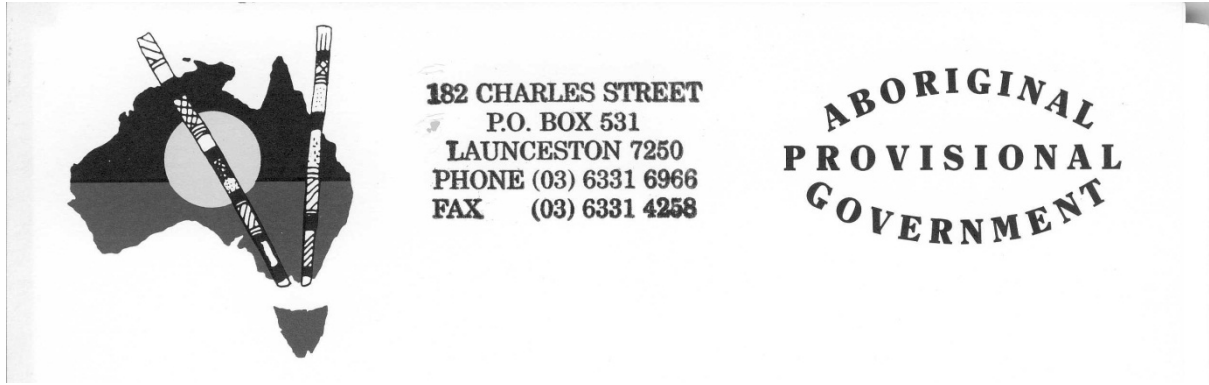 182 CHARLES STREET
P.O. BOX 531
LAUNCESTON 7250
PHONE (03) 6331 6966
FAX (03) 6331 4258
ABORIGINAL
PROVISIONAL
GOVERNMENT